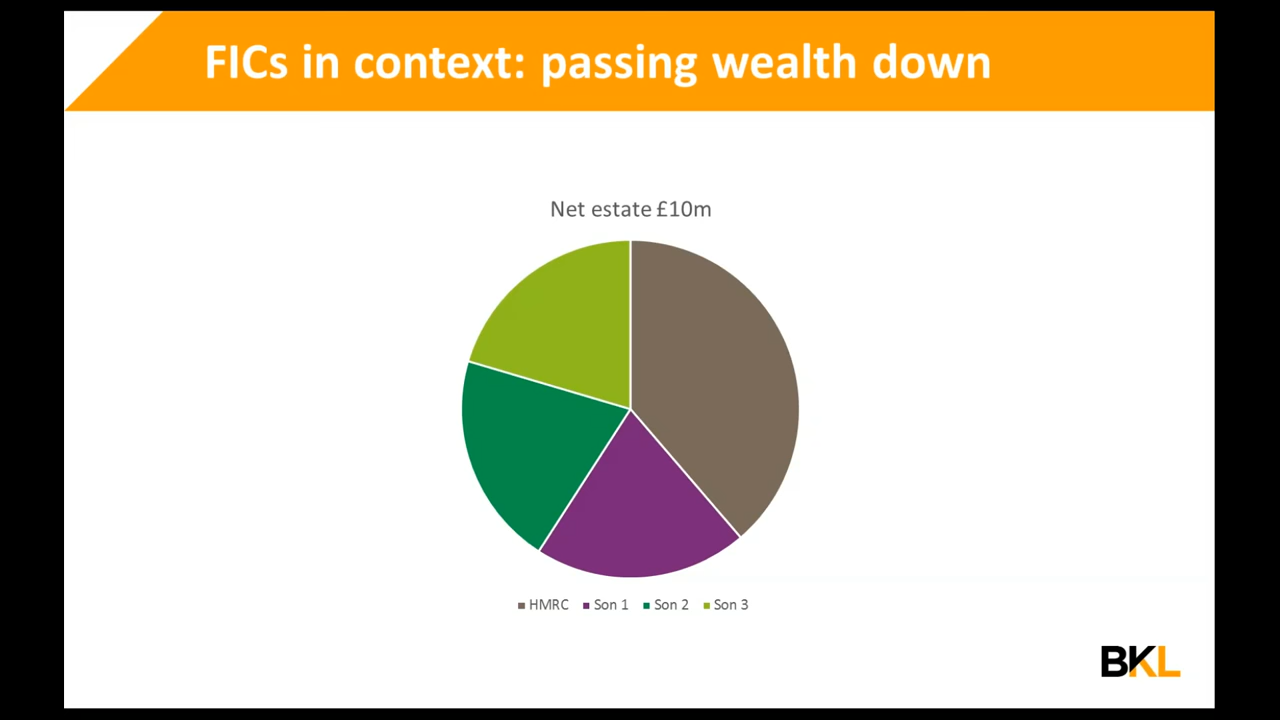 FICs in context: passing wealth down
Net estate £10m
HMRC Son 1 Son 2 Son 3
BKL